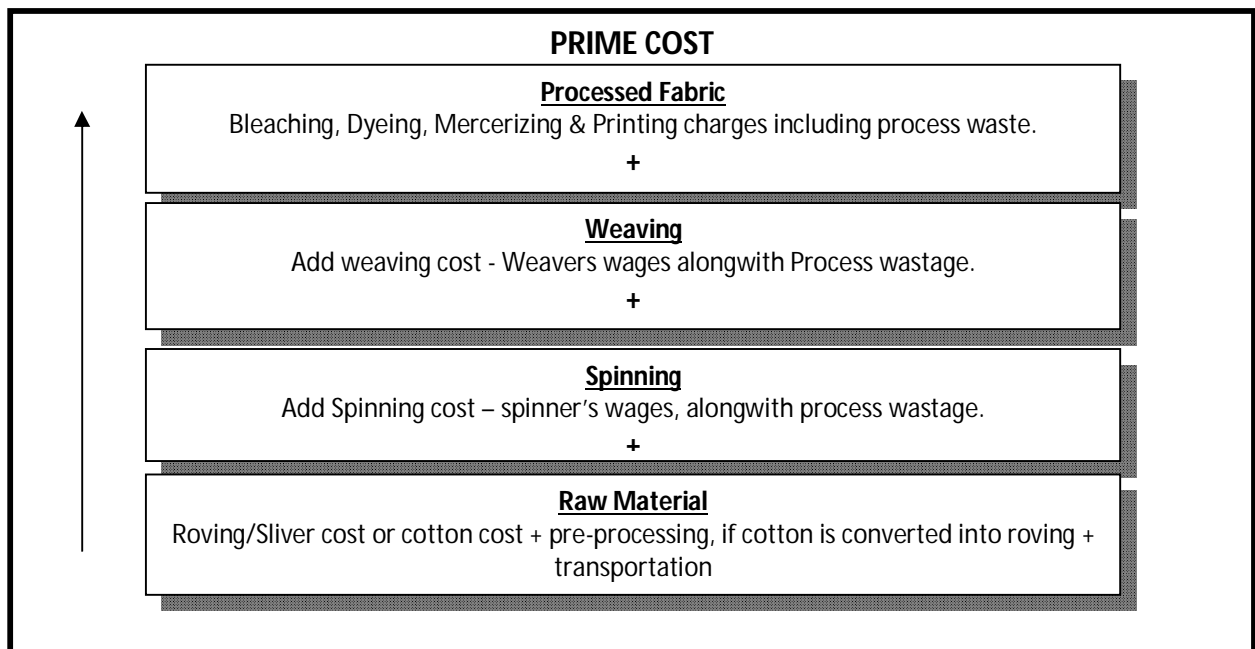 PRIME COST
Processed Fabric
Bleaching, Dyeing, Mercerizing & Printing charges including process waste.
+
Weaving
Add weaving cost - Weavers wages alongwith Process wastage.
+
Spinning
Add Spinning cost – spinner's wages, alongwith process wastage.
+
Raw Material
Roving/Sliver cost or cotton cost + pre-processing, if cotton is converted into roving +
transportation